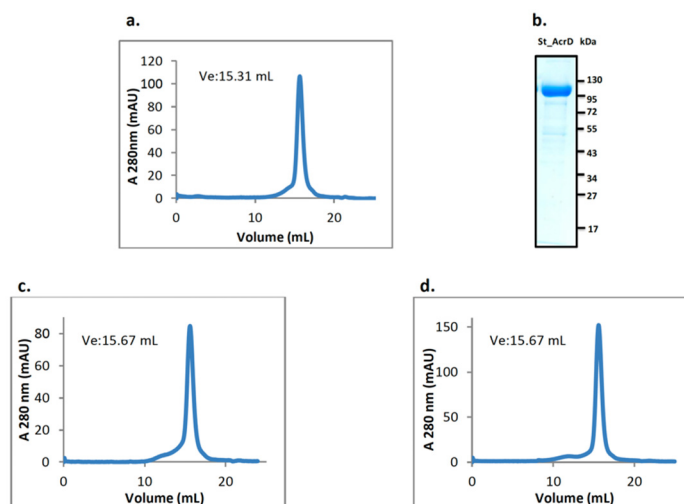 a.
Ve:15.31 mL
A 280nm (mAU)
120
100
80
60
40
20
0
0 10 20
Volume (mL)
b.
St_AcrD kDa
130
95
72
55
43
34
27
17
c.
Ve:15.67 mL
A 280 nm (mAU)
80
60
40
20
0
0 10 20
Volume (mL)
d.
Ve:15.67 mL
A 280 nm (mAU)
150
100
50
0
0 10 20
Volume (mL)